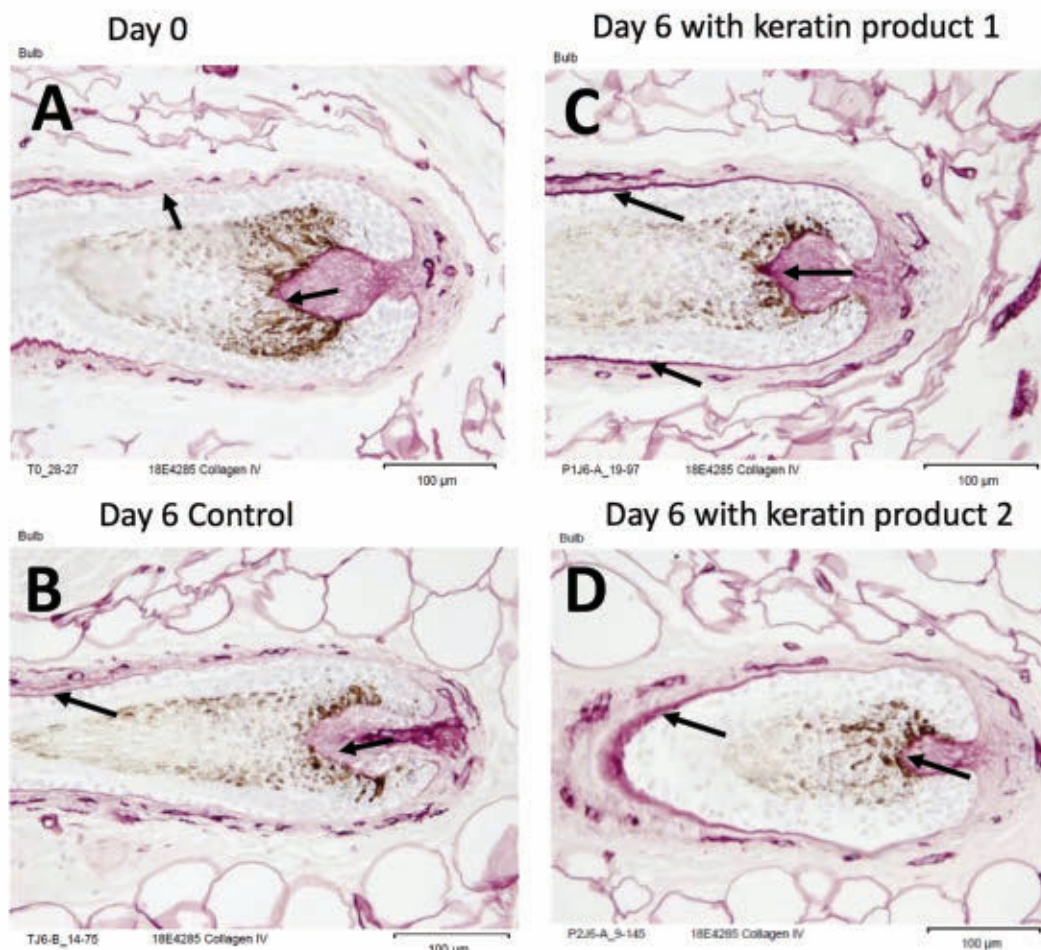 Day 0
Bulb
A
T0_28-27 18E4285 Collagen IV 100 µm
Day 6 with keratin product 1
Bulb
C
P1J6-A_19-97 18E4285 Collagen IV 100 µm
Day 6 Control
Bulb
B
TJ6-B_14-75 18E4285 Collagen IV 100 µm
Day 6 with keratin product 2
Bulb
D
P2J6-A_9-145 18E4285 Collagen IV 100 µm